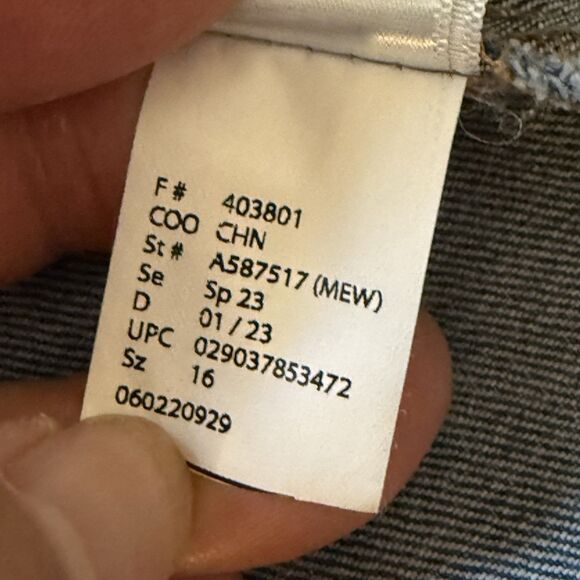 F # 403801
COO CHN
St # A587517 (MEW)
Se Sp 23
D 01 / 23
UPC 029037853472
Sz 16
060220929